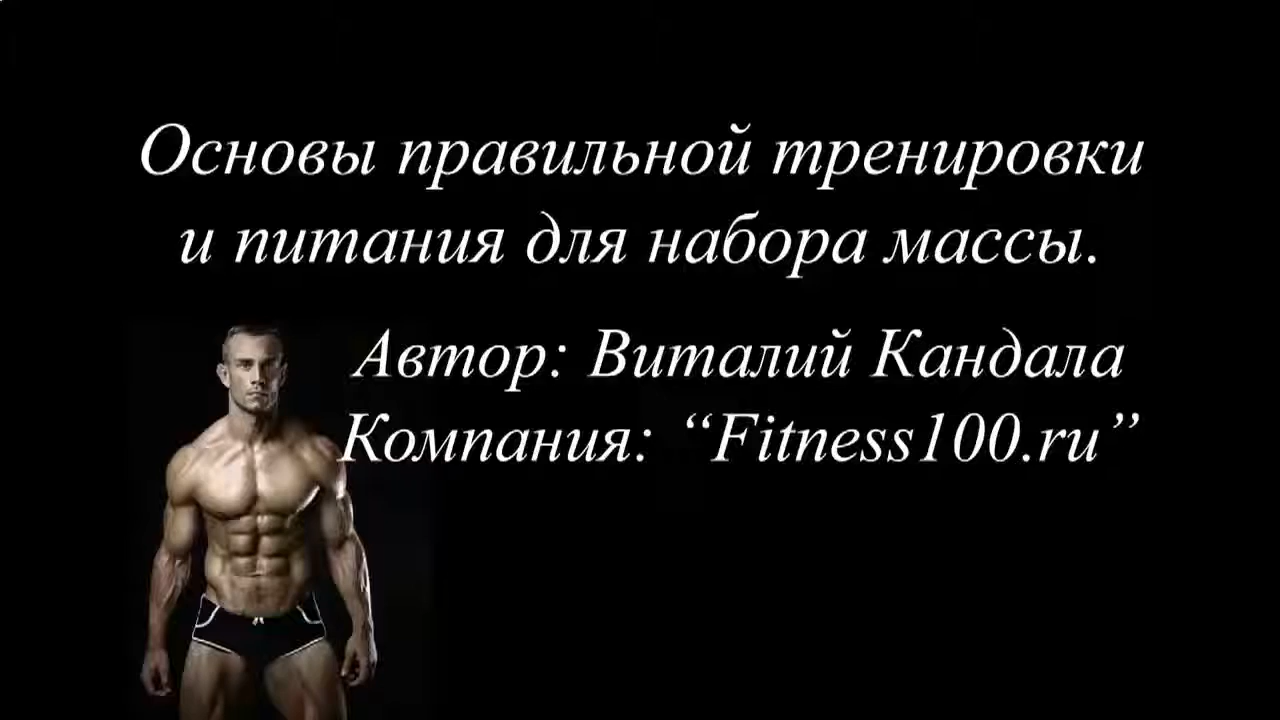 Основы правильной тренировки
и питания для набора массы.
Автор: Виталий Кандала
Компания: “Fitness100.ru”